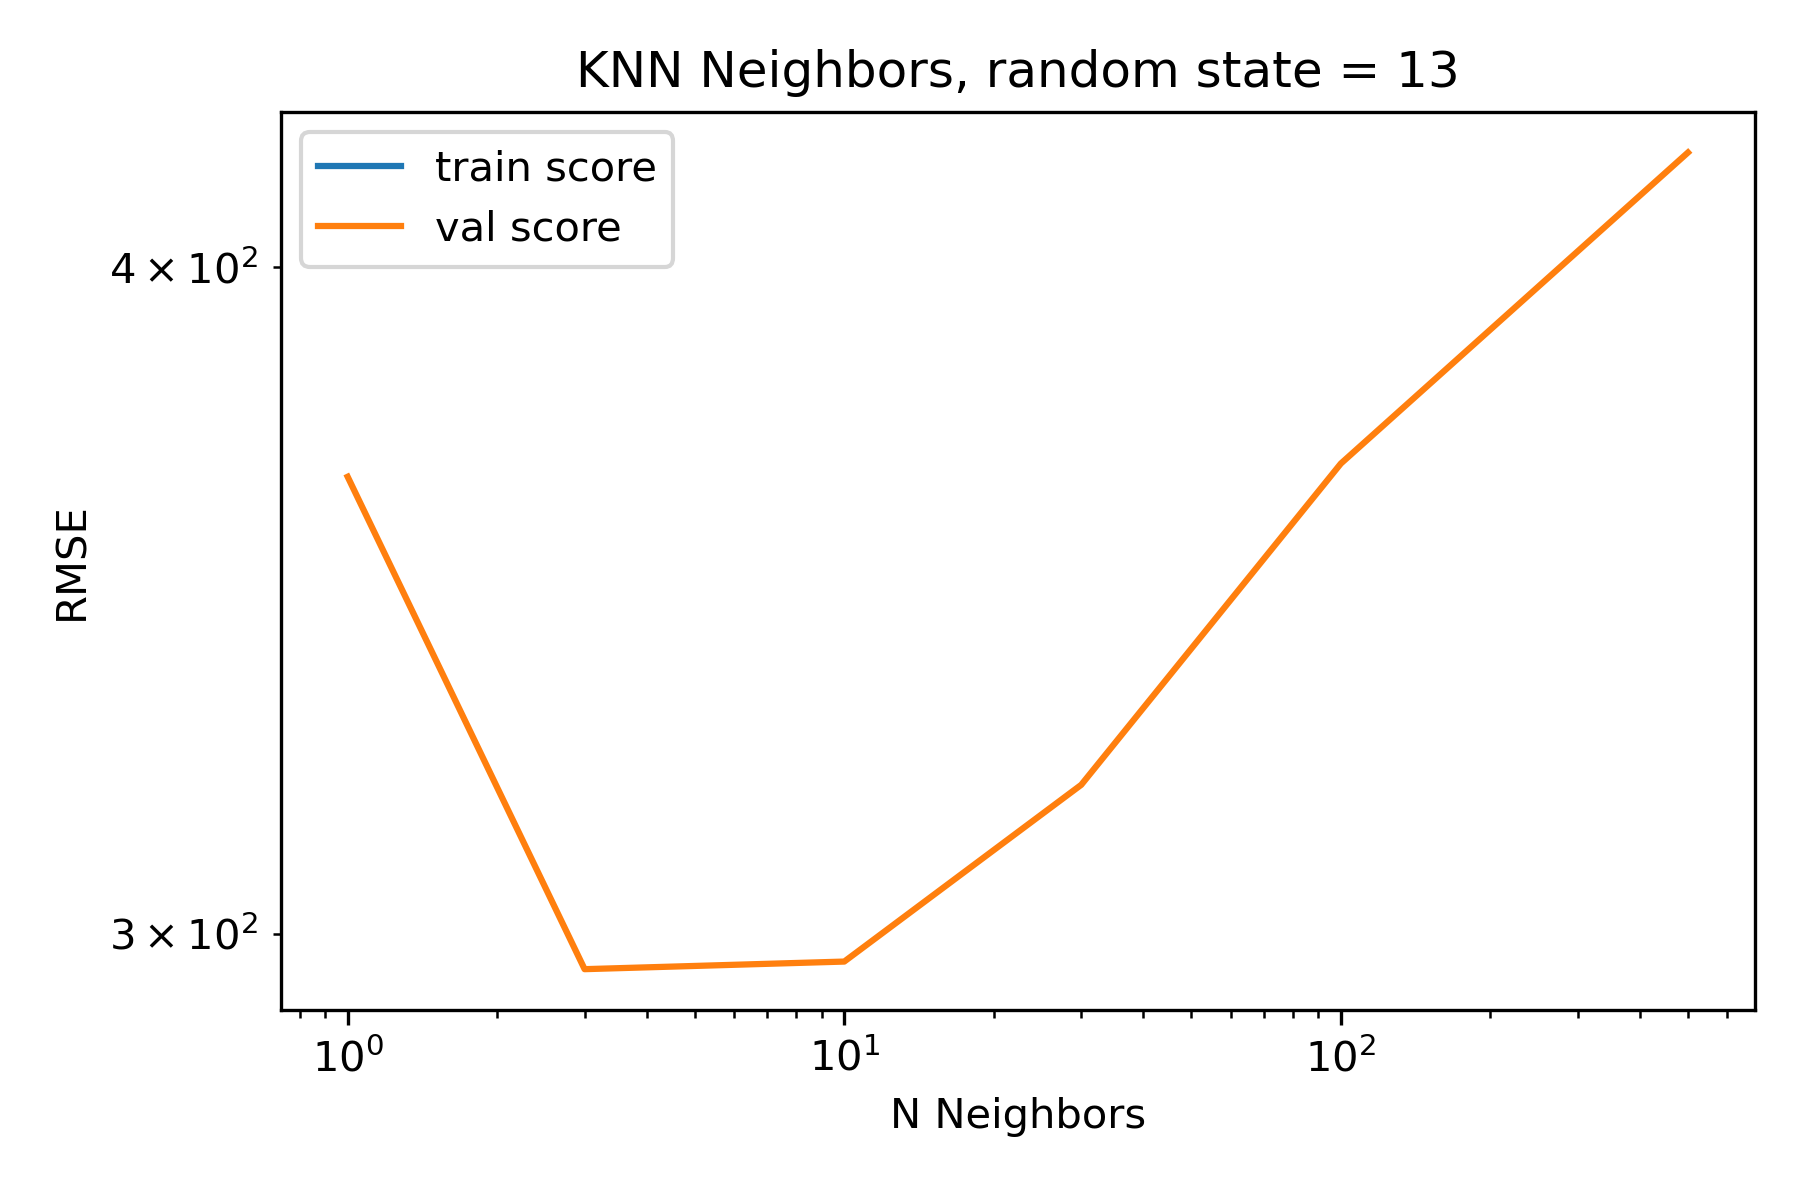 KNN Neighbors, random state = 13
train score
val score
4 × 10²
3 × 10²
RMSE
10⁰ 10¹ 10²
N Neighbors